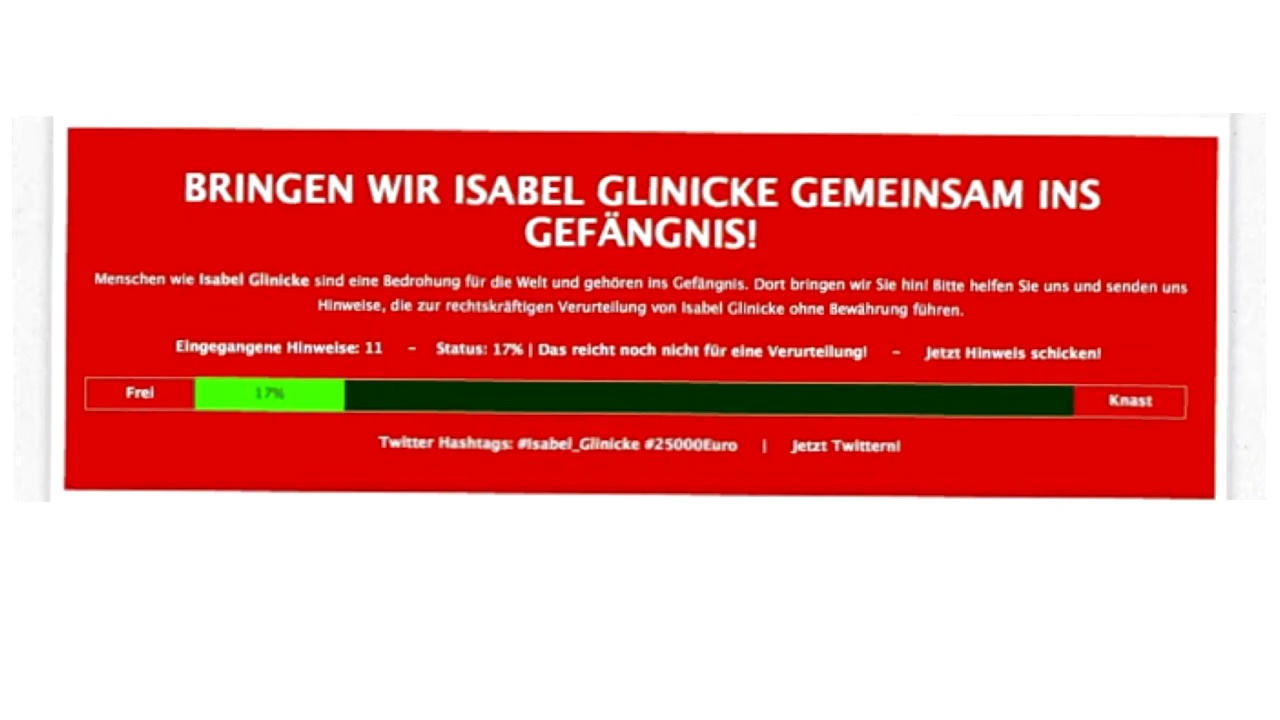 BRINGEN WIR ISABEL GLINICKE GEMEINSAM INS
GEFÄNGNIS!
Menschen wie Isabel Glinicke sind eine Bedrohung für die Welt und gehören ins Gefängnis. Dort bringen wir Sie hin! Bitte helfen Sie uns und senden uns
Hinweise, die zur rechtskräftigen Verurteilung von Isabel Glinicke ohne Bewährung führen.
Eingegangene Hinweise: 11 – Status: 17% | Das reicht noch nicht für eine Verurteilung! – Jetzt Hinweis schicken!
Frei 17% Knast
Twitter Hashtags: #Isabel_Glinicke #25000Euro | Jetzt Twittern!